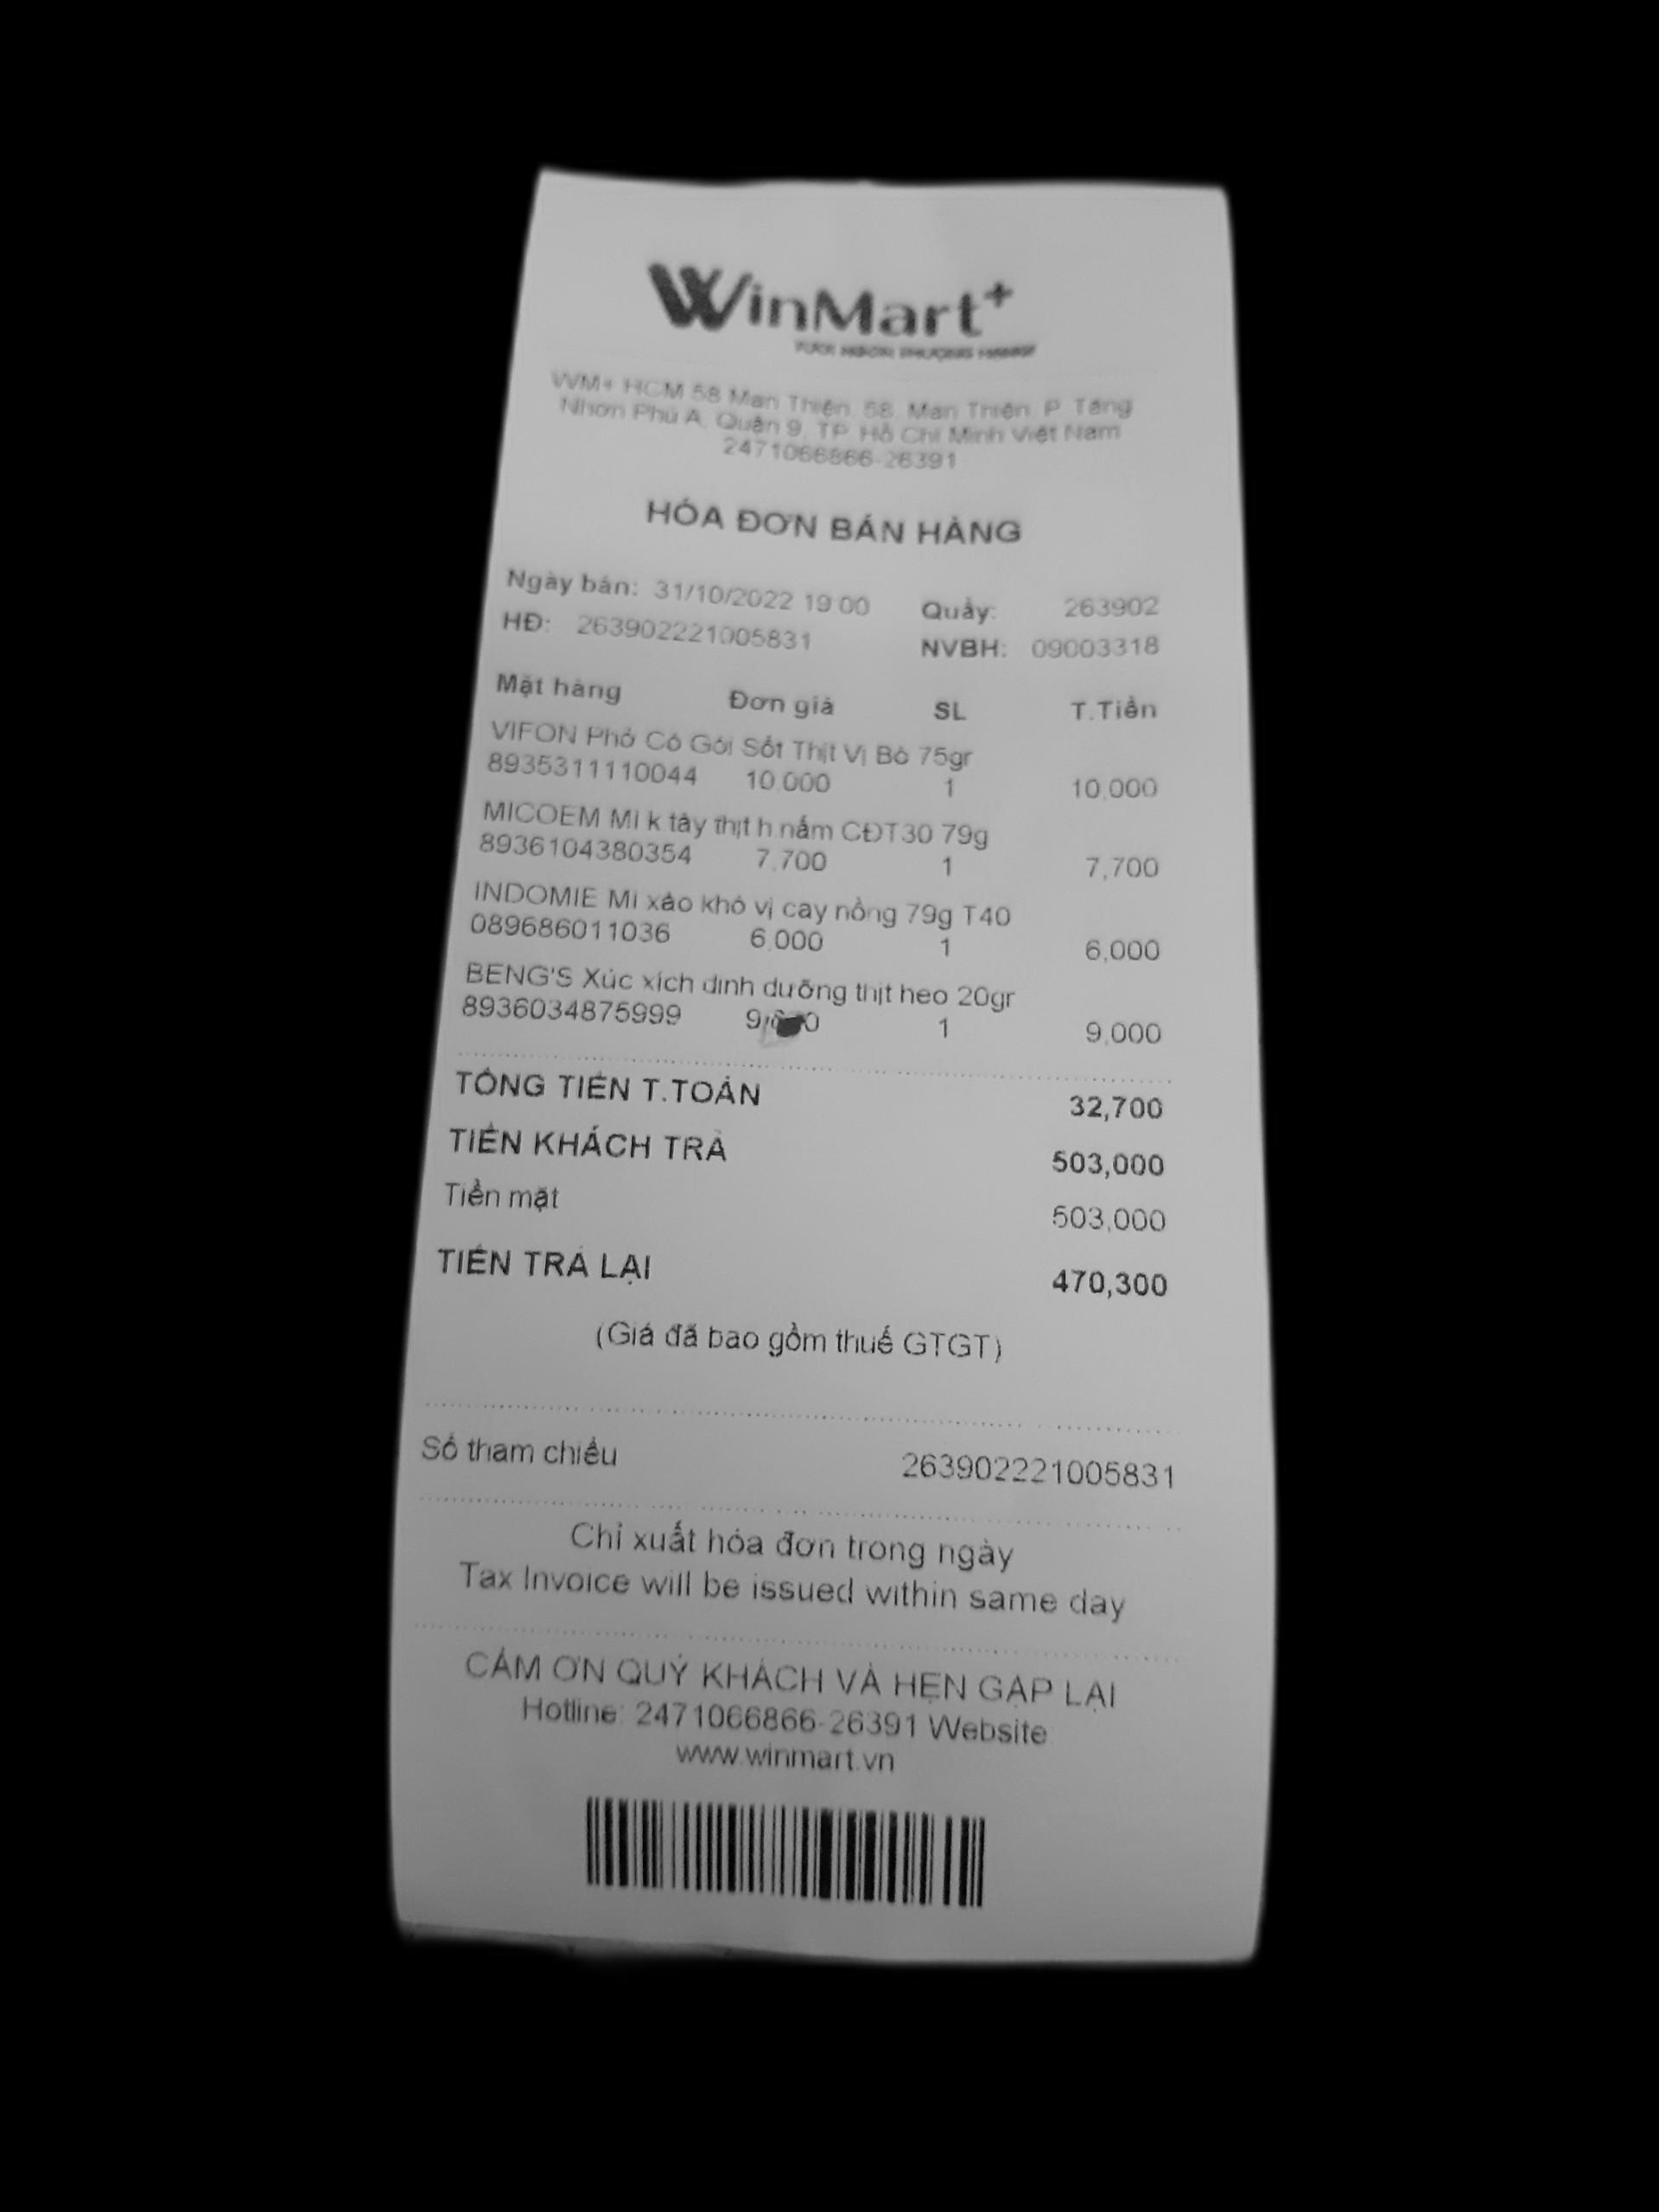 WinMart+
WM+ HCM 58 Man Thiện, 58, Man Thiện, P. Tăng
Nhơn Phú A, Quận 9, TP. Hồ Chí Minh Việt Nam
2471066866-26391
HÓA ĐƠN BÁN HÀNG
Ngày bán: 31/10/2022 19:00 Quầy: 263902
HĐ: 263902221005831 NVBH: 09003318
Mặt hàng Đơn giá SL T.Tiền
VIFON Phở Có Gói Sốt Thịt Vị Bò 75gr
8935311110044 10,000 1 10,000
MICOEM Mì k.tây thịt h.nấm CĐT30 79g
8936104380354 7,700 1 7,700
INDOMIE Mì xào khô vị cay nồng 79g T40
089686011036 6,000 1 6,000
BENG'S Xúc xích dinh dưỡng thịt heo 20gr
8936034875999 1 9,000
TỔNG TIỀN T.TOÁN 32,700
TIỀN KHÁCH TRẢ 503,000
Tiền mặt 503,000
TIỀN TRẢ LẠI 470,300
(Giá đã bao gồm thuế GTGT)
Số tham chiếu 263902221005831
Chỉ xuất hóa đơn trong ngày
Tax Invoice will be issued within same day
CẢM ƠN QUÝ KHÁCH VÀ HẸN GẶP LẠI
Hotline: 2471066866-26391 Website
www.winmart.vn